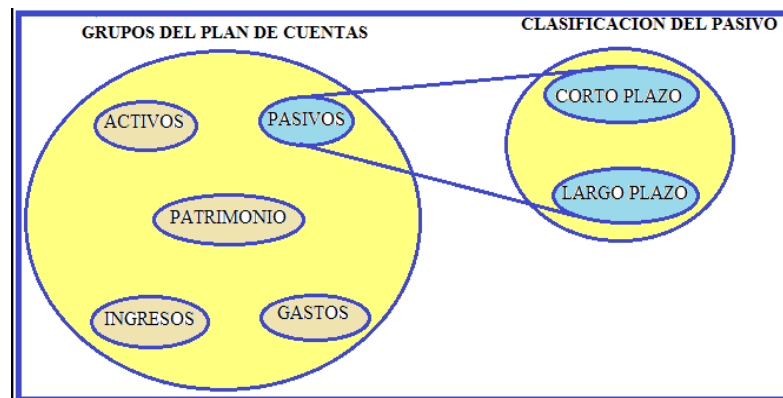 GRUPOS DEL PLAN DE CUENTAS
CLASIFICACION DEL PASIVO
ACTIVOS
PASIVOS
PATRIMONIO
INGRESOS
GASTOS
CORTO PLAZO
LARGO PLAZO